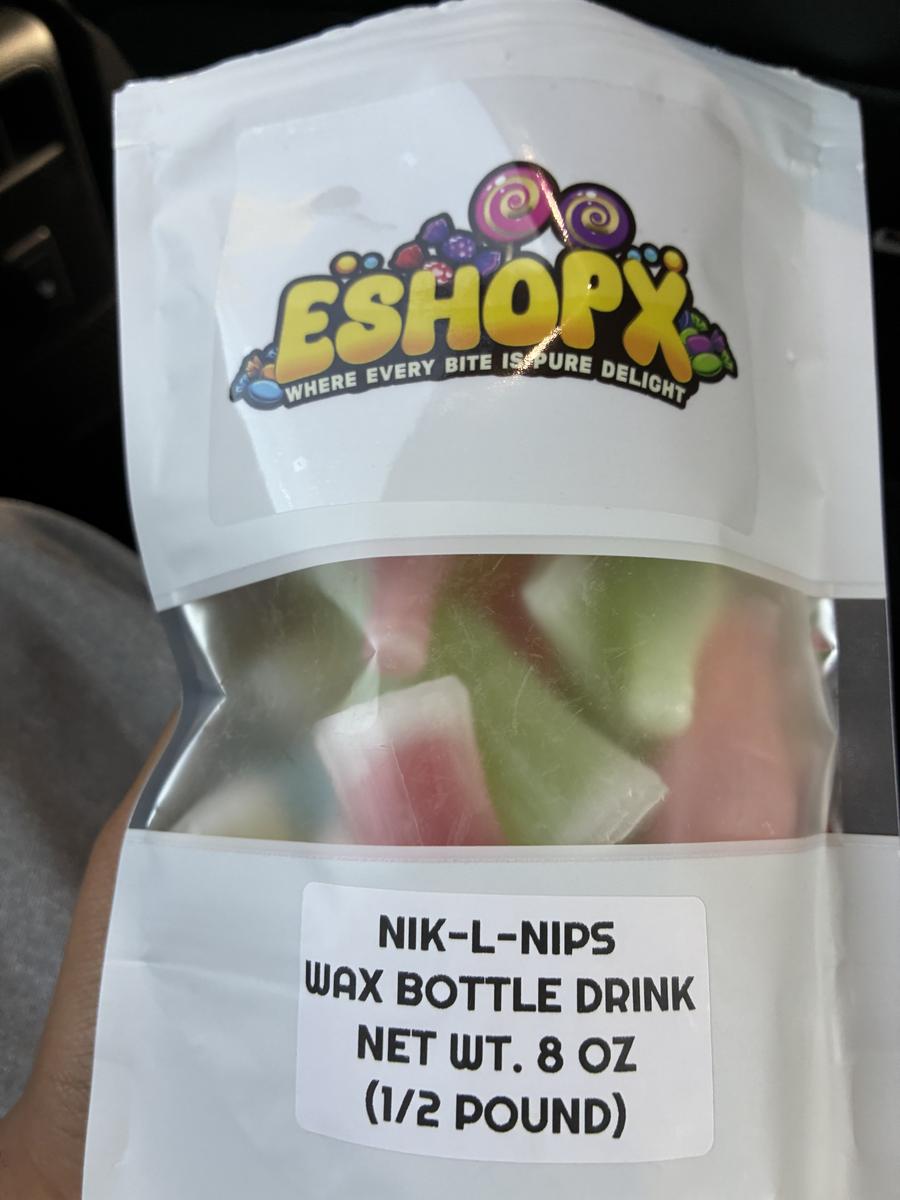 ESHOPX
WHERE EVERY BITE IS PURE DELIGHT
NIK-L-NIPS
WAX BOTTLE DRINK
NET WT. 8 OZ
(1/2 POUND)